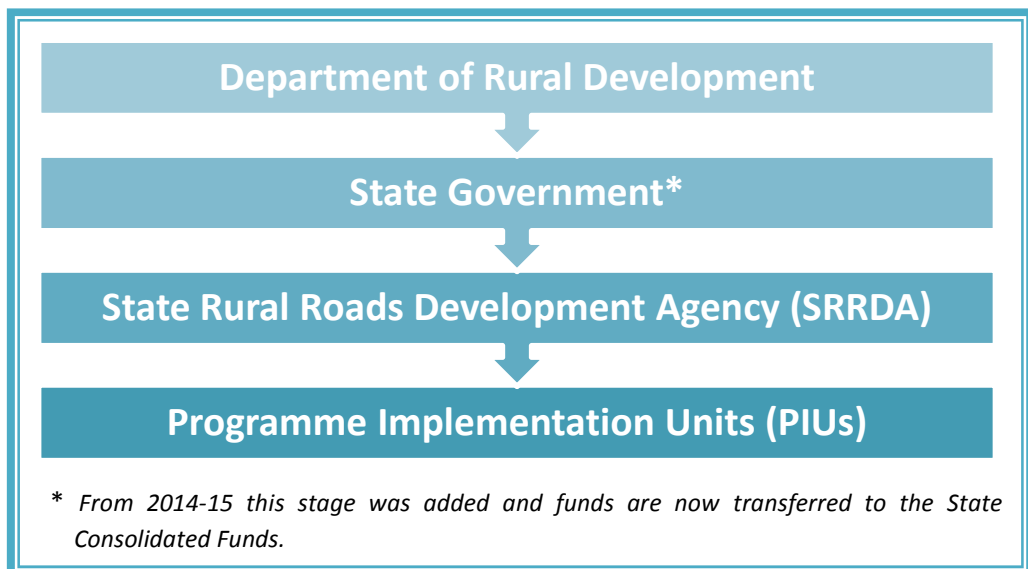 Department of Rural Development
State Government*
State Rural Roads Development Agency (SRRDA)
Programme Implementation Units (PIUs)
* From 2014-15 this stage was added and funds are now transferred to the State
Consolidated Funds.